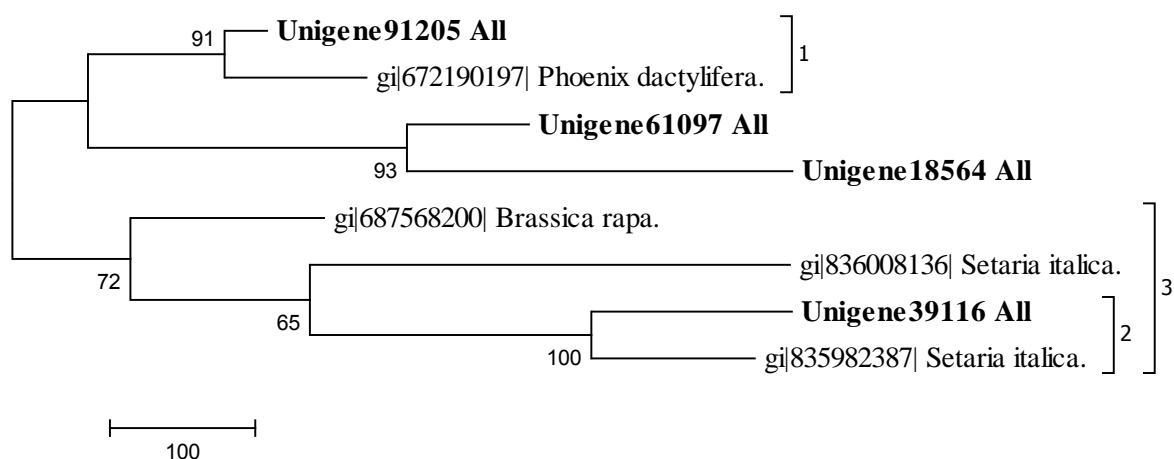 91
Unigene91205 All
1
gi|672190197| Phoenix dactylifera.
Unigene61097 All
93
Unigene18564 All
gi|687568200| Brassica rapa.
72
gi|836008136| Setaria italica.
3
65
Unigene39116 All
2
100
gi|835982387| Setaria italica.
100